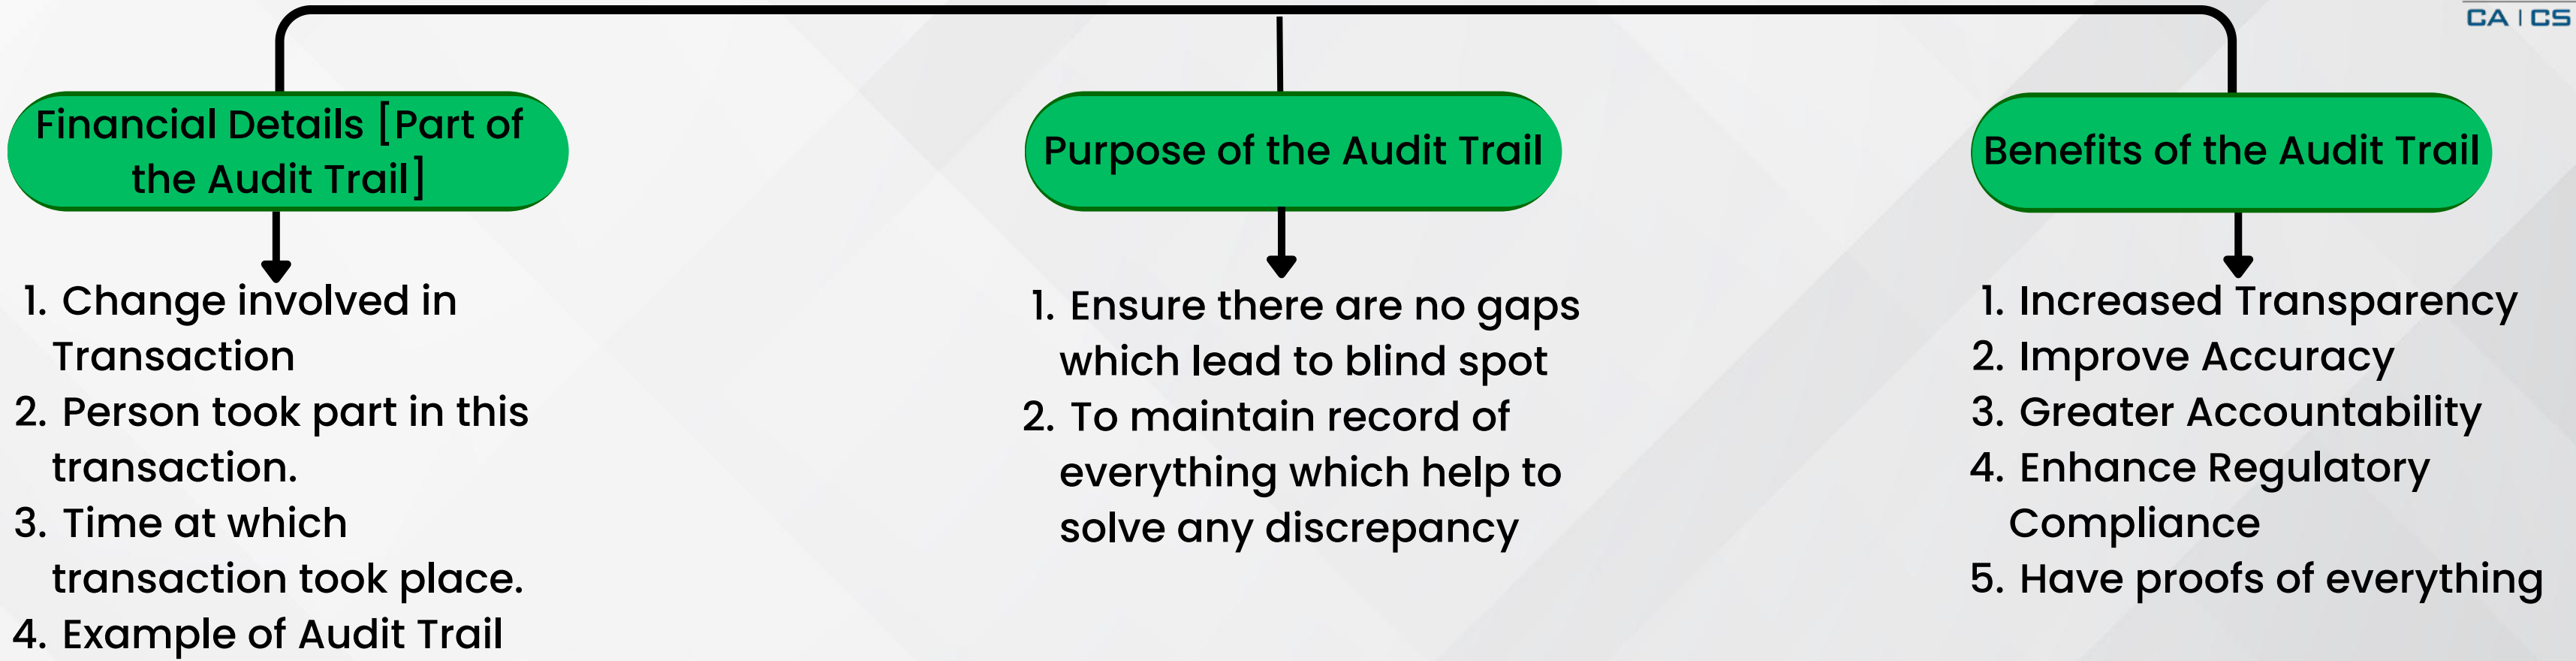 CA | CS
Financial Details [Part of
the Audit Trail]
1. Change involved in
Transaction
2. Person took part in this
transaction.
3. Time at which
transaction took place.
4. Example of Audit Trail
Purpose of the Audit Trail
1. Ensure there are no gaps
which lead to blind spot
2. To maintain record of
everything which help to
solve any discrepancy
Benefits of the Audit Trail
1. Increased Transparency
2. Improve Accuracy
3. Greater Accountability
4. Enhance Regulatory
Compliance
5. Have proofs of everything